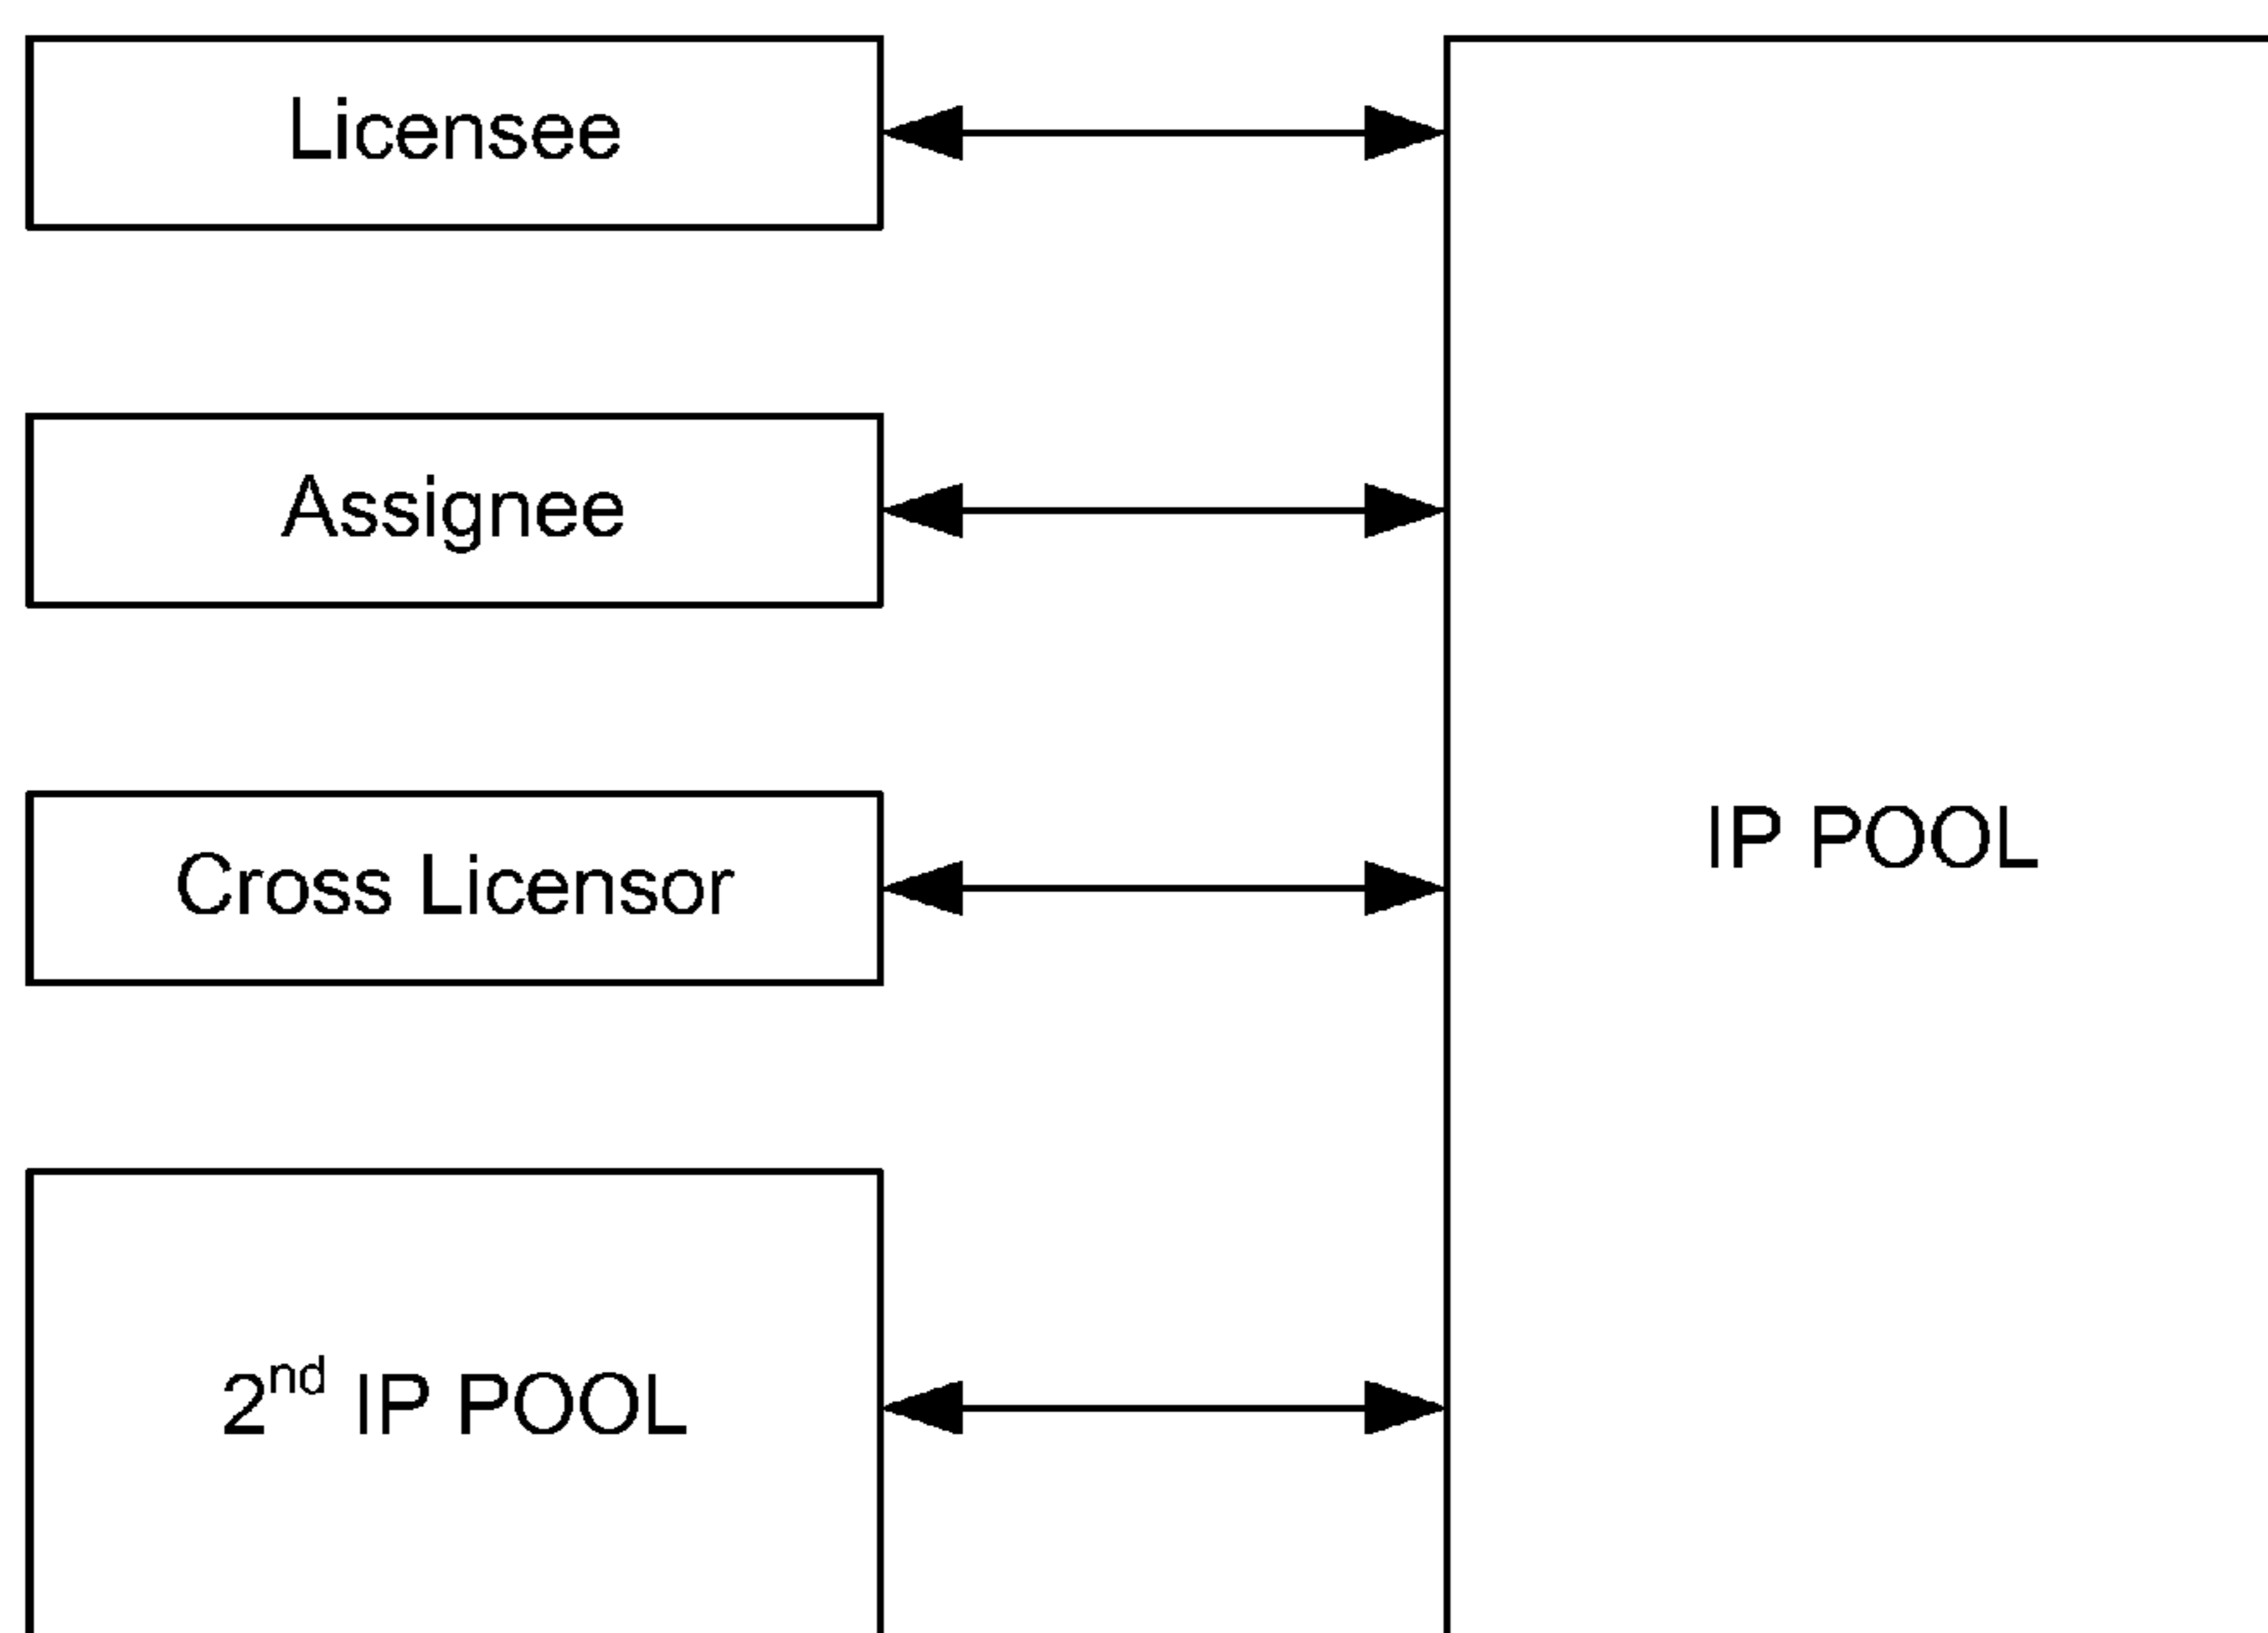 Licensee
Assignee
Cross Licensor
IP POOL
2nd IP POOL